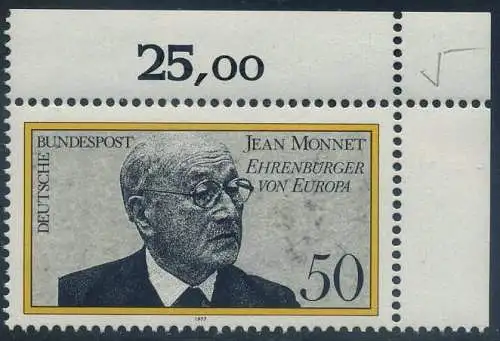 25,00
DEUTSCHE BUNDESPOST
JEAN MONNET
EHRENBÜRGER
VON EUROPA
50
1977